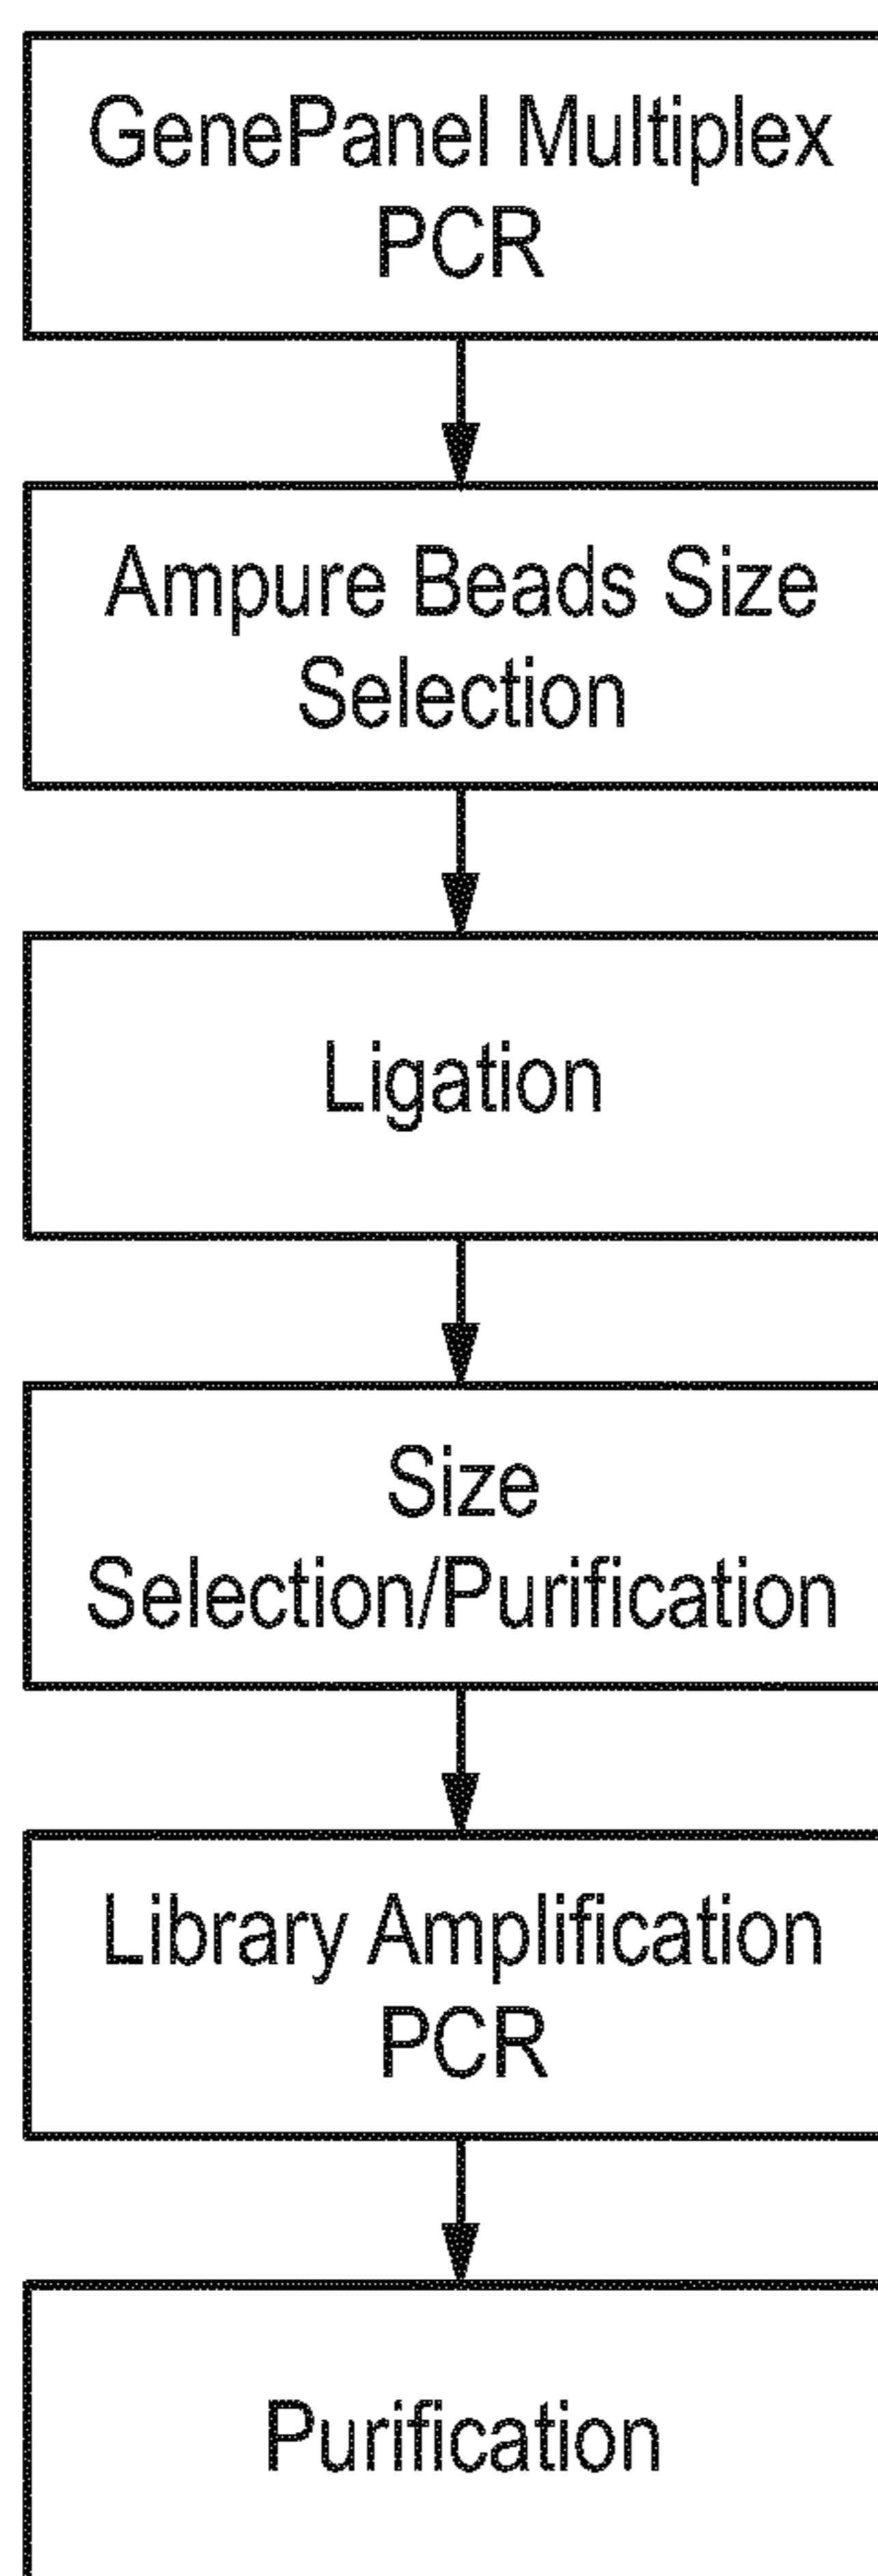 GenePanel Multiplex
PCR
Ampure Beads Size
Selection
Ligation
Size
Selection/Purification
Library Amplification
PCR
Purification